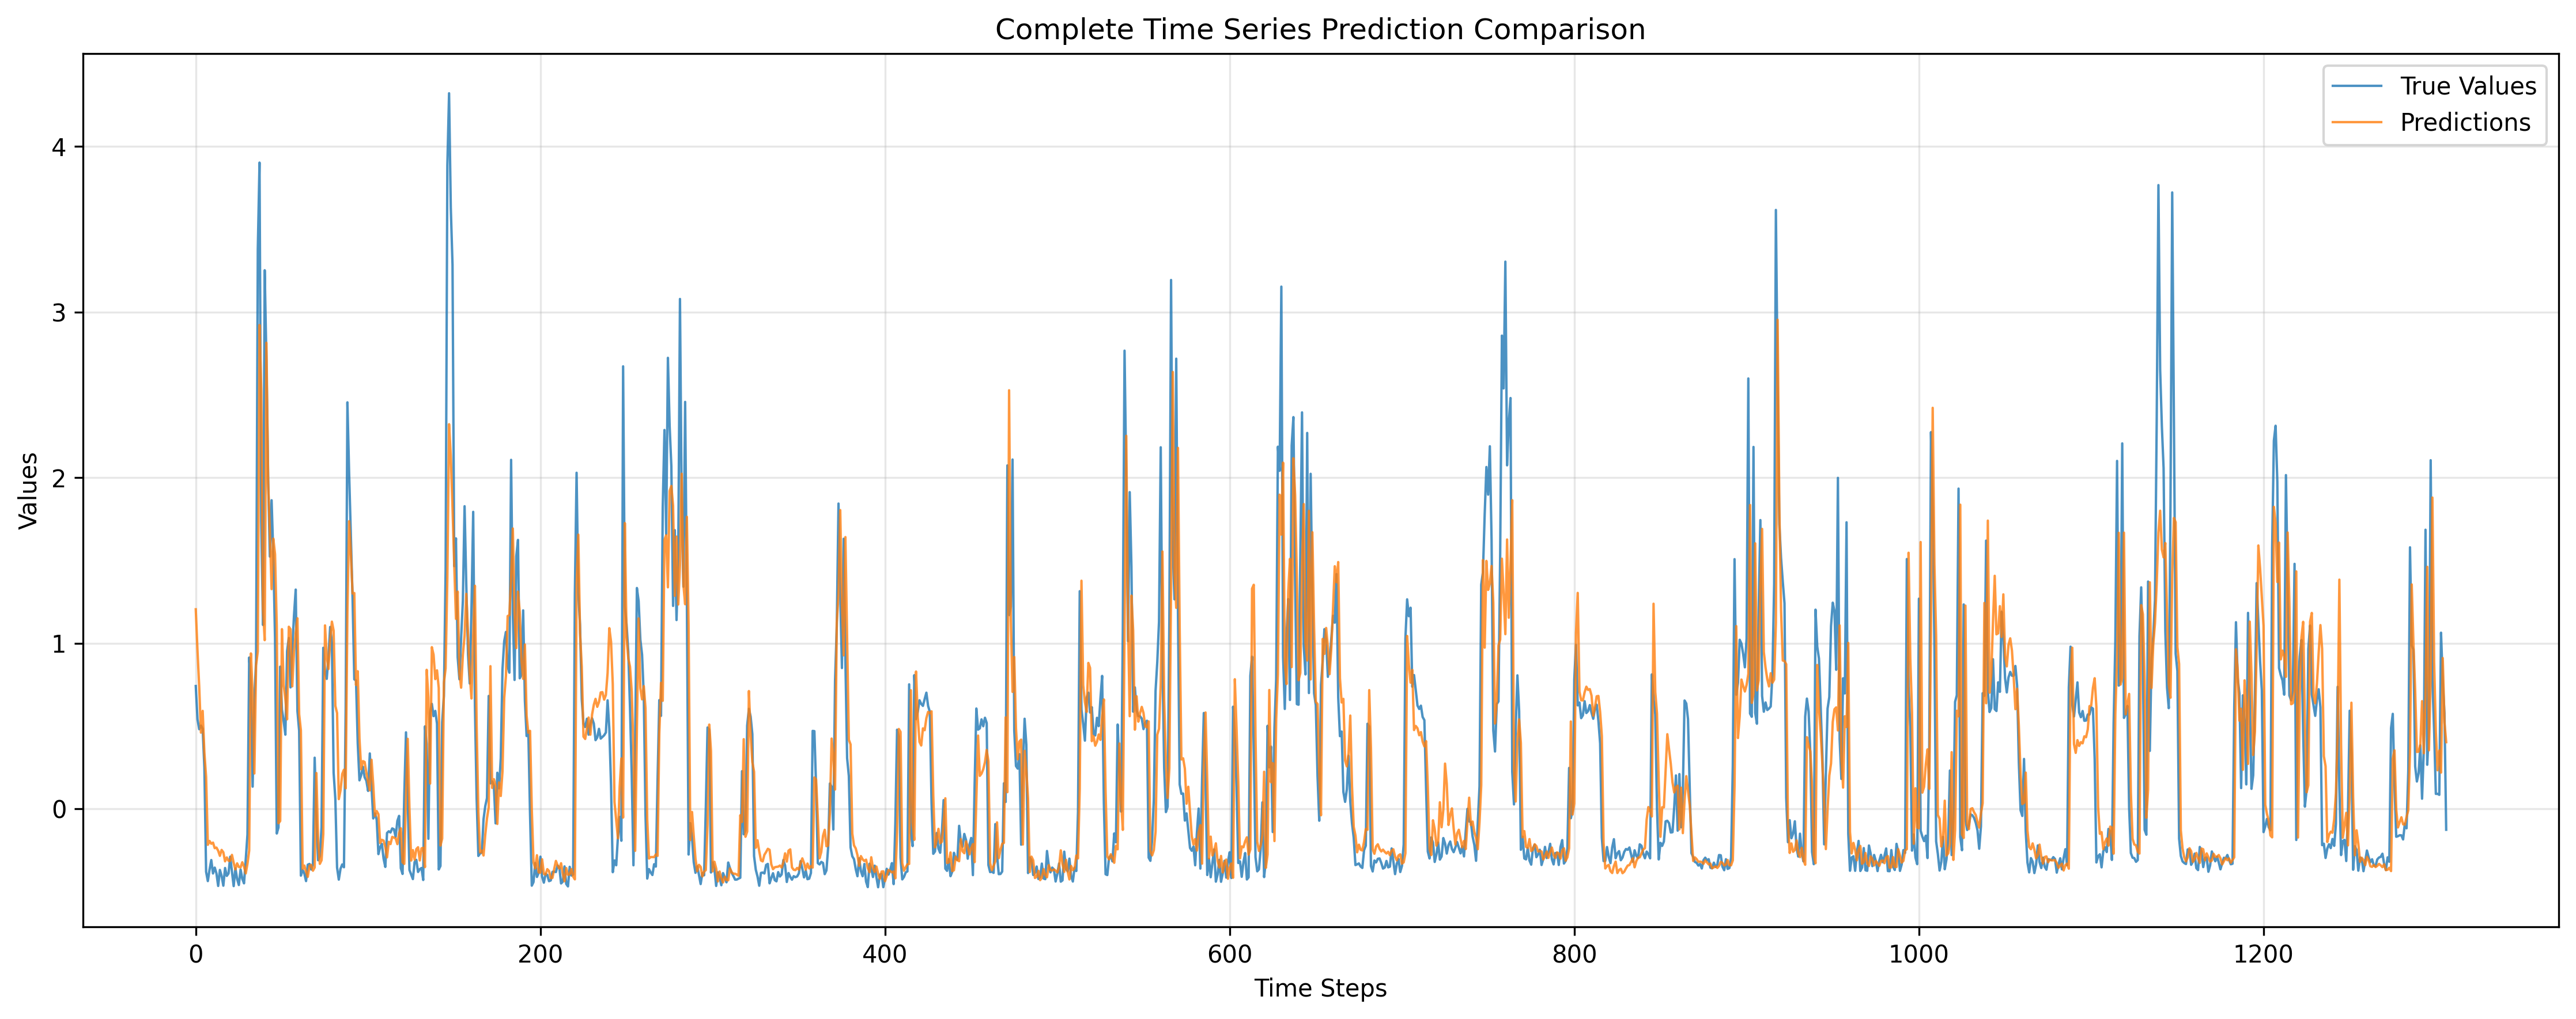 Complete Time Series Prediction Comparison
True Values
Predictions
Values
4
3
2
1
0
0
200
400
600
800
1000
1200
Time Steps